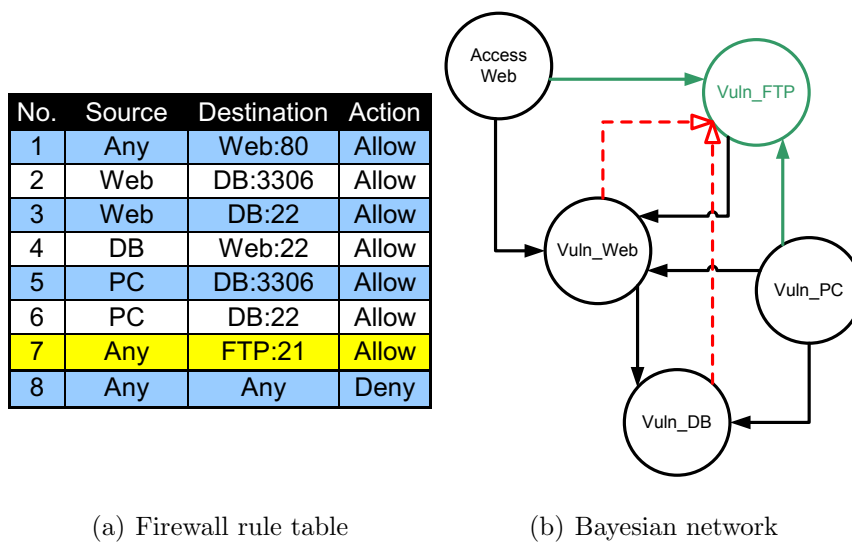 No. Source Destination Action
1 Any Web:80 Allow
2 Web DB:3306 Allow
3 Web DB:22 Allow
4 DB Web:22 Allow
5 PC DB:3306 Allow
6 PC DB:22 Allow
7 Any FTP:21 Allow
8 Any Any Deny
(a) Firewall rule table
Access
Web
Vuln_FTP
Vuln_Web
Vuln_PC
Vuln_DB
(b) Bayesian network